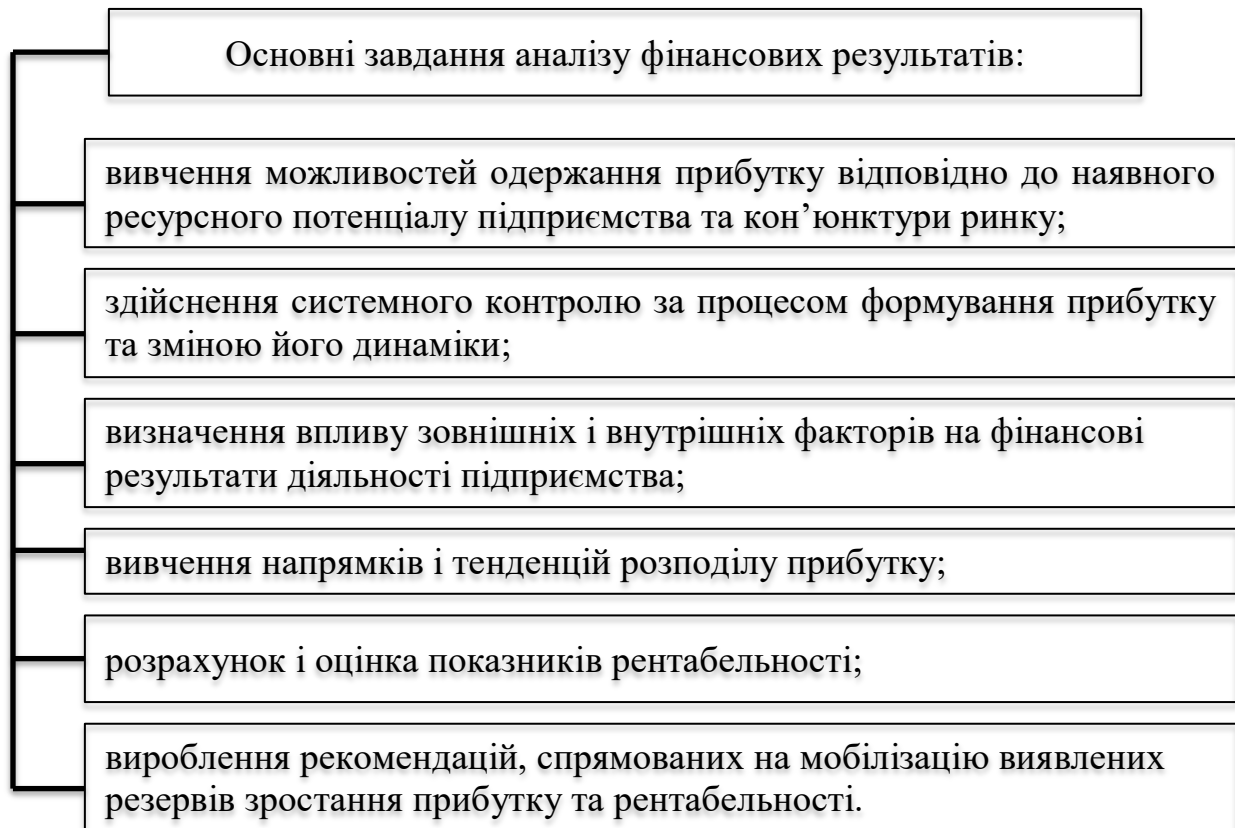 Основні завдання аналізу фінансових результатів:
вивчення можливостей одержання прибутку відповідно до наявного
ресурсного потенціалу підприємства та кон’юнктури ринку;
здійснення системного контролю за процесом формування прибутку
та зміною його динаміки;
визначення впливу зовнішніх і внутрішніх факторів на фінансові
результати діяльності підприємства;
вивчення напрямків і тенденцій розподілу прибутку;
розрахунок і оцінка показників рентабельності;
вироблення рекомендацій, спрямованих на мобілізацію виявлених
резервів зростання прибутку та рентабельності.